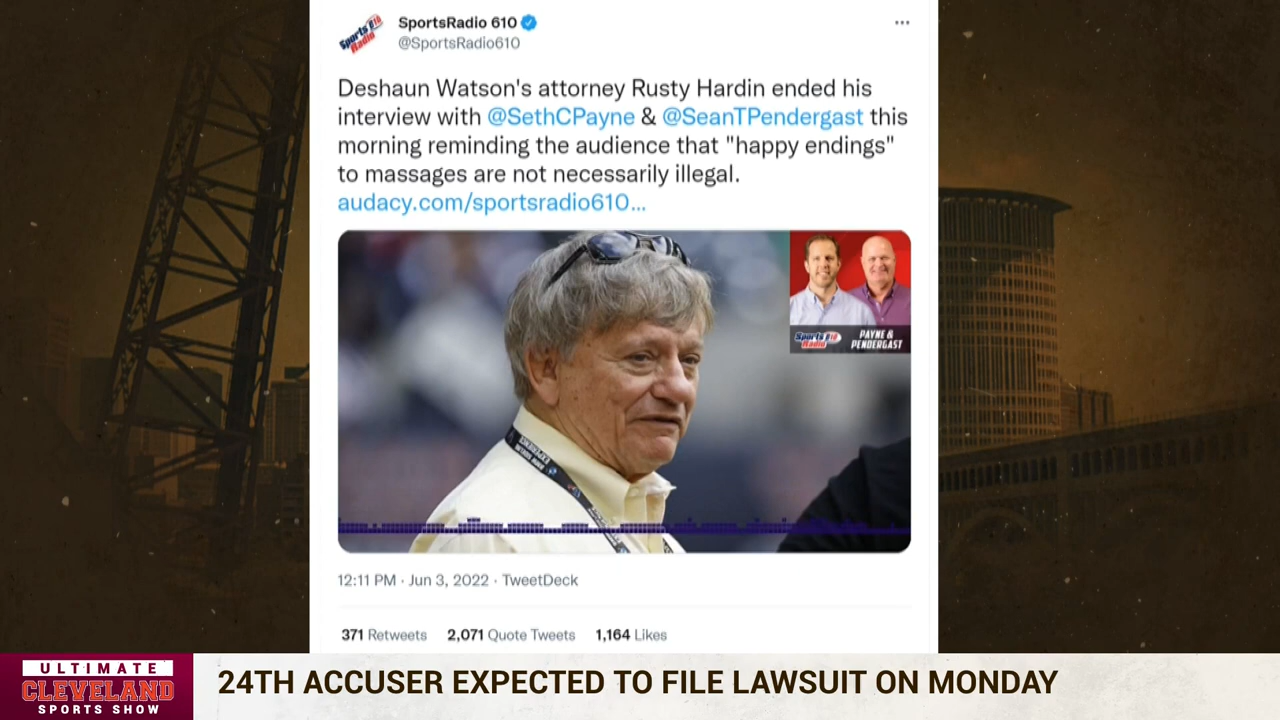 SportsRadio 610
@SportsRadio610
Deshaun Watson's attorney Rusty Hardin ended his
interview with @SethCPayne & @SeanTPendergast this
morning reminding the audience that "happy endings"
to massages are not necessarily illegal.
audacy.com/sportsradio610...
PAYNE &
PENDERGAST
12:11 PM · Jun 3, 2022 · TweetDeck
371 Retweets 2,071 Quote Tweets 1,164 Likes
ULTIMATE
CLEVELAND
SPORTS SHOW
24TH ACCUSER EXPECTED TO FILE LAWSUIT ON MONDAY